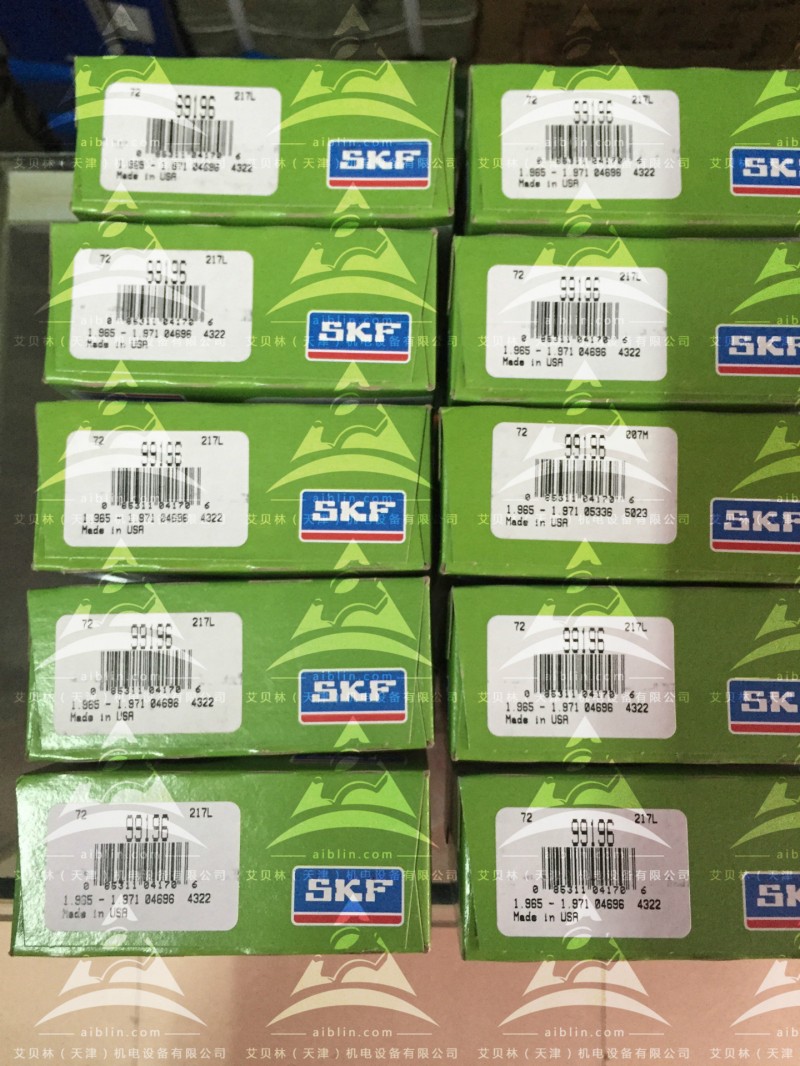 72 217L
99196
0 85311 04170 6
1.965 - 1.971 04696 4322
Made in USA
SKF
72 217L
99196
0 85311 04170 6
1.965 - 1.971 04696 4322
Made in USA
SKF
72 217L
99196
0 85311 04170 6
1.965 - 1.971 04696 4322
Made in USA
SKF
72 217L
99196
0 85311 04170 6
1.965 - 1.971 04696 4322
Made in USA
SKF
217L
72
99196
0 85311 04170 6
1.965 - 1.971 04696 4322
Made in USA
SKF
72 007M
99196
0 85311 04170 6
1.965 - 1.971 05336 5023
Made in USA
SKF
72 217L
99196
0 85311 04170 6
1.965 - 1.971 04696 4322
Made in USA
SKF
72 217L
99196
0 85311 04170 6
1.965 - 1.971 04696 4322
Made in USA
SK
72 217L
99196
0 85311 04170 6
1.965 - 1.971 04696 4322
Made in USA
SKF
72 217L
99196
0 85311 04170 6
1.965 - 1.971 04696 4322
Made in USA
SK
aiblin.com
艾贝林（天津）机电设备有限公司